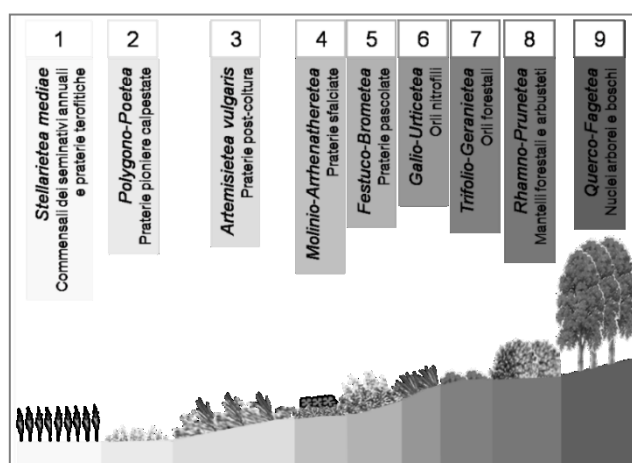 1
Stellarietea mediae
Commensali dei seminativi annuali
e praterie terofitiche
2
Polygono-Poetea
Praterie pioniere calpestate
3
Artemisietea vulgaris
Praterie post-coltura
4
Molinio-Arrhenatheretea
Praterie sfalciate
5
Festuco-Brometea
Praterie pascolate
6
Galio-Urticetea
Orli nitrofili
7
Trifolio-Geranietea
Orli forestali
8
Rhamno-Prunetea
Mantelli forestali e arbusteti
9
Querco-Fagetea
Nuclei arborei e boschi